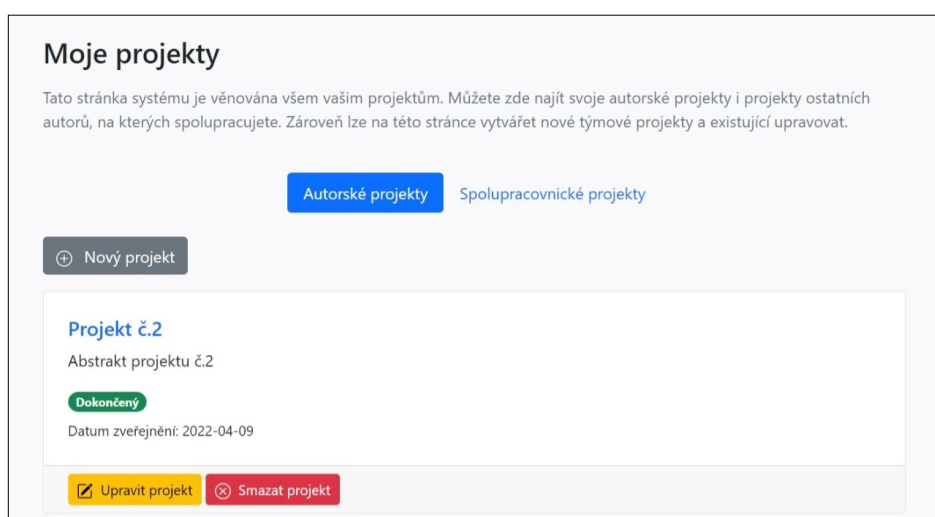 Moje projekty
Tato stránka systému je věnována všem vašim projektům. Můžete zde najít svoje autorské projekty i projekty ostatních
autorů, na kterých spolupracujete. Zároveň lze na této stránce vytvářet nové týmové projekty a existující upravovat.
Autorské projekty Spolupracovnické projekty
Nový projekt
Projekt č.2
Abstrakt projektu č.2
Dokončený
Datum zveřejnění: 2022-04-09
Upravit projekt Smazat projekt